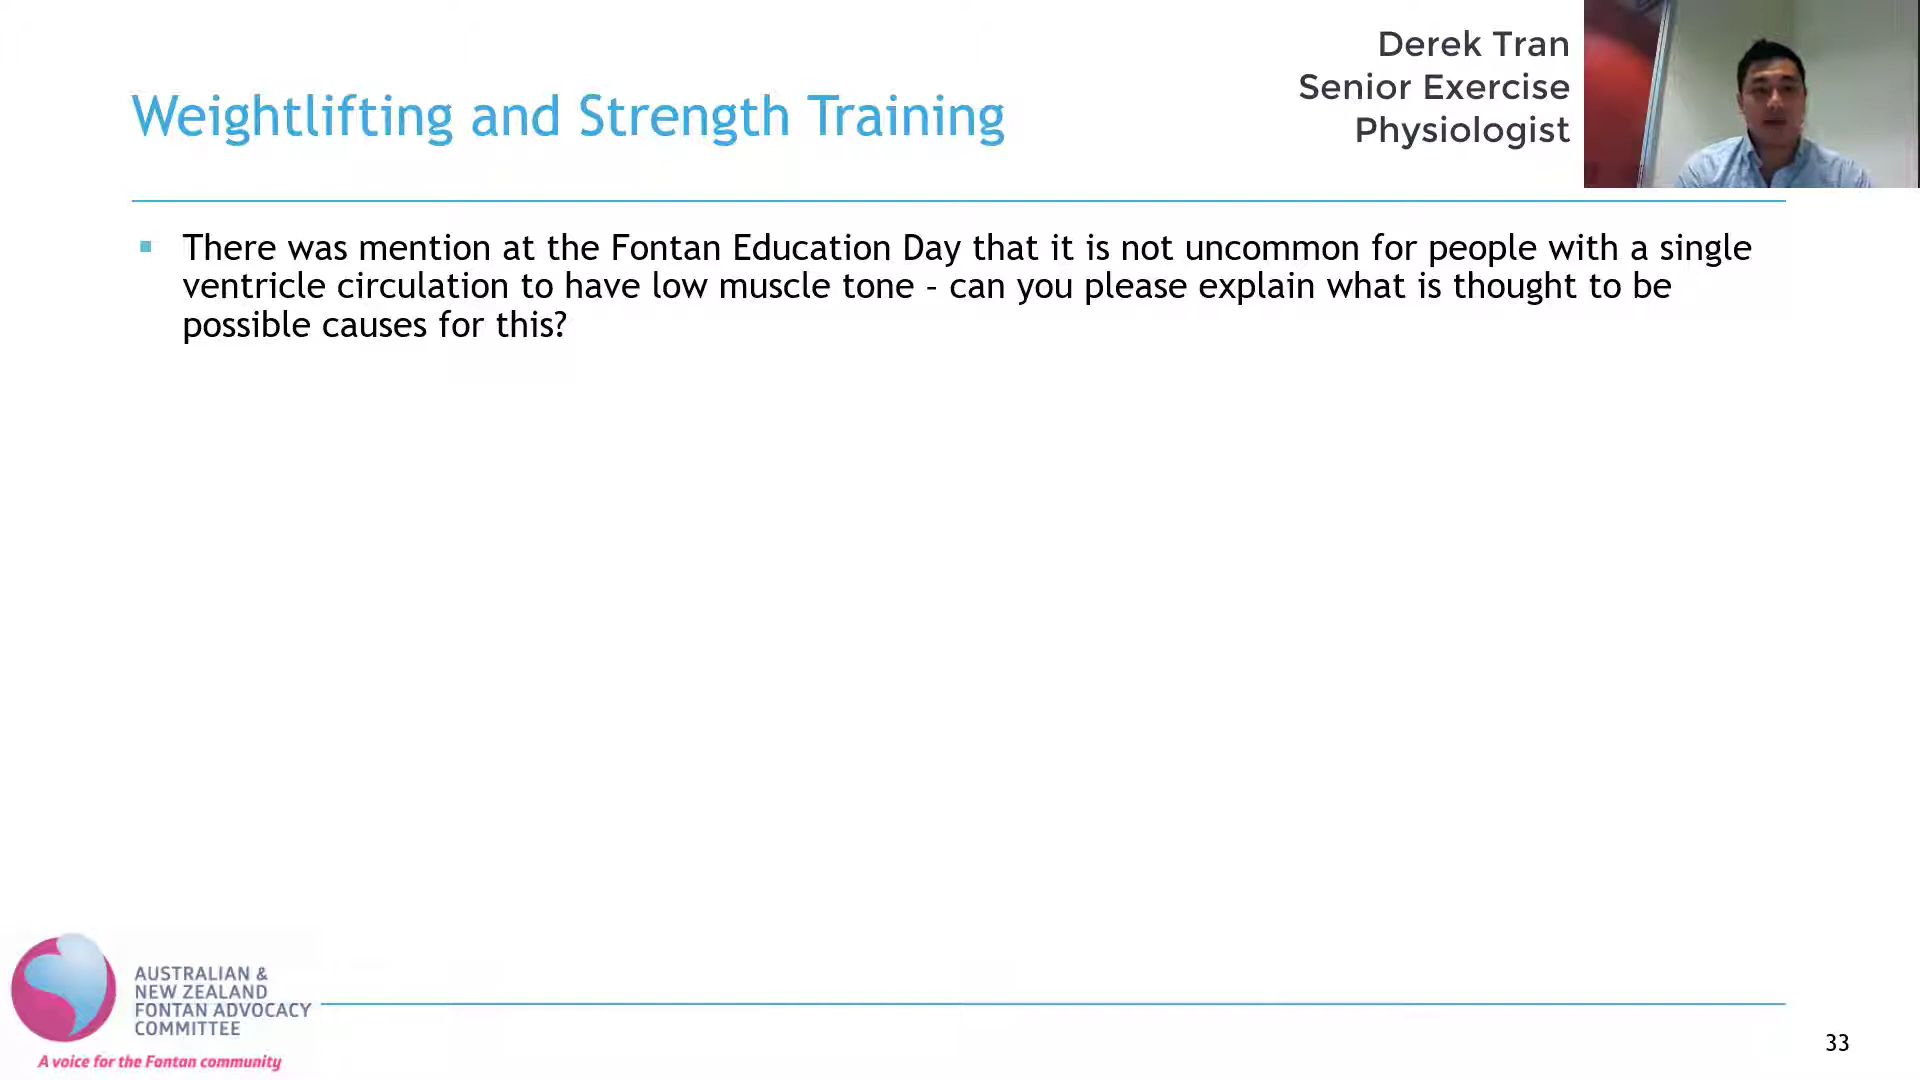 Derek Tran
Senior Exercise
Physiologist
Weightlifting and Strength Training
There was mention at the Fontan Education Day that it is not uncommon for people with a single
ventricle circulation to have low muscle tone – can you please explain what is thought to be
possible causes for this?
AUSTRALIAN &
NEW ZEALAND
FONTAN ADVOCACY
COMMITTEE
A voice for the Fontan community
33